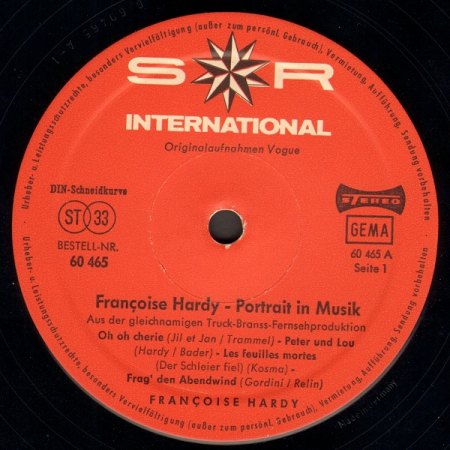 Urheber- u. Leistungsschutzrechte, besonders Vervielfältigung (außer zum persönl. Gebrauch), Vermietung, Aufführung, Sendung vorbehalten
S R
INTERNATIONAL
Originalaufnahmen Vogue
DIN-Schneidkurve
ST 33
BESTELL-NR.
60 465
STEREO
GEMA
60 465 A
Seite 1
Françoise Hardy – Portrait in Musik
Aus der gleichnamigen Truck-Branss-Fernsehproduktion
Oh oh cherie (Jil et Jan / Trammel) - Peter und Lou
(Hardy / Bader) - Les feuilles mortes
(Der Schleier fiel) (Kosma) -
Frag' den Abendwind (Gordini / Relin)
FRANÇOISE HARDY
Urheber- u. Leistungsschutzrechte, besonders Vervielfältigung (außer zum persönl. Gebrauch), Vermietung, Aufführung, Sendung vorbehalten
Made in Germany